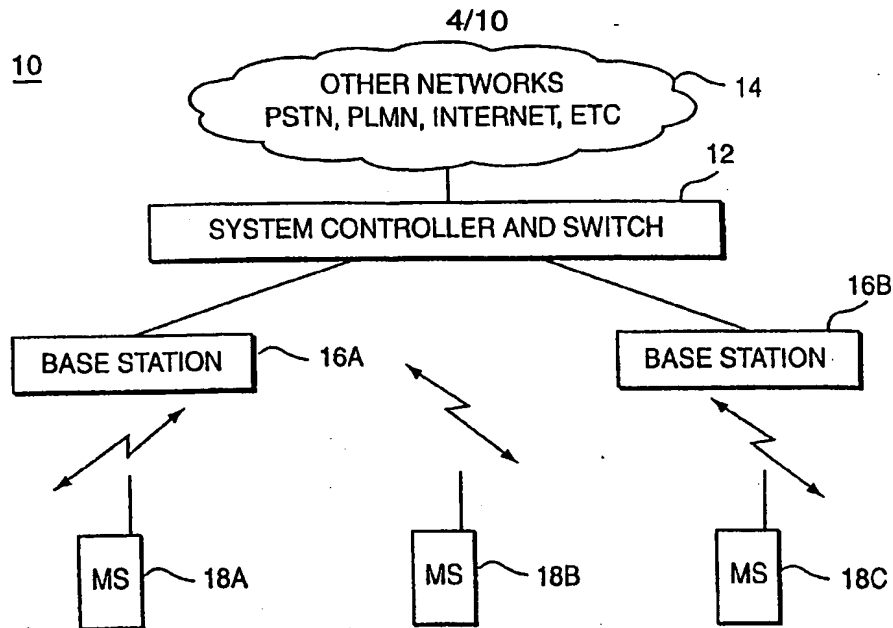 4/10
10
OTHER NETWORKS
PSTN, PLMN, INTERNET, ETC
14
12
SYSTEM CONTROLLER AND SWITCH
16B
BASE STATION
16A
BASE STATION
MS
18A
MS
18B
MS
18C